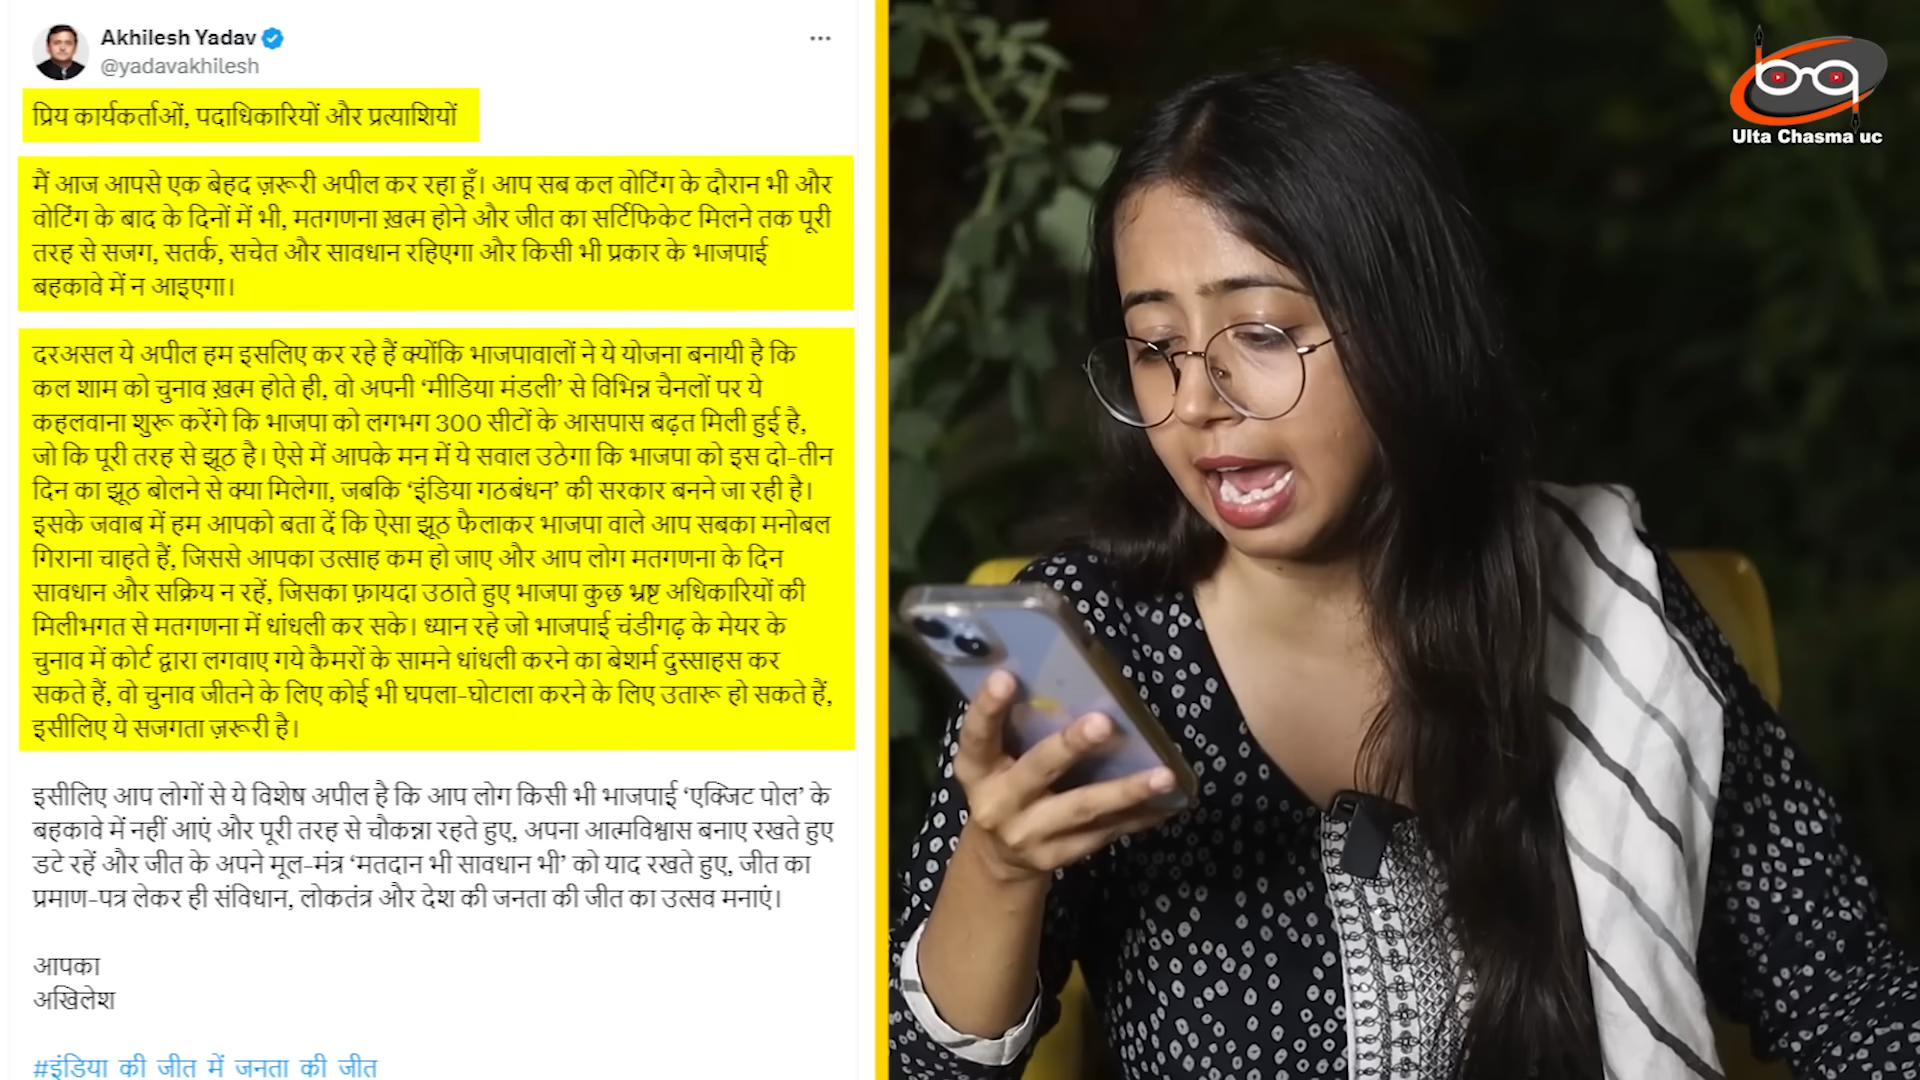 Akhilesh Yadav
@yadavakhilesh
प्रिय कार्यकर्ताओं, पदाधिकारियों और प्रत्याशियों
मैं आज आपसे एक बेहद ज़रूरी अपील कर रहा हूँ। आप सब कल वोटिंग के दौरान भी और
वोटिंग के बाद के दिनों में भी, मतगणना ख़त्म होने और जीत का सर्टिफिकेट मिलने तक पूरी
तरह से सजग, सतर्क, सचेत और सावधान रहिएगा और किसी भी प्रकार के भाजपाई
बहकावे में न आइएगा।
दरअसल ये अपील हम इसलिए कर रहे हैं क्योंकि भाजपावालों ने ये योजना बनायी है कि
कल शाम को चुनाव ख़त्म होते ही, वो अपनी ‘मीडिया मंडली’ से विभिन्न चैनलों पर ये
कहलवाना शुरू करेंगे कि भाजपा को लगभग 300 सीटों के आसपास बढ़त मिली हुई है,
जो कि पूरी तरह से झूठ है। ऐसे में आपके मन में ये सवाल उठेगा कि भाजपा को इस दो-तीन
दिन का झूठ बोलने से क्या मिलेगा, जबकि ‘इंडिया गठबंधन’ की सरकार बनने जा रही है।
इसके जवाब में हम आपको बता दें कि ऐसा झूठ फैलाकर भाजपा वाले आप सबका मनोबल
गिराना चाहते हैं, जिससे आपका उत्साह कम हो जाए और आप लोग मतगणना के दिन
सावधान और सक्रिय न रहें, जिसका फ़ायदा उठाते हुए भाजपा कुछ भ्रष्ट अधिकारियों की
मिलीभगत से मतगणना में धांधली कर सके। ध्यान रहे जो भाजपाई चंडीगढ़ के मेयर के
चुनाव में कोर्ट द्वारा लगवाए गये कैमरों के सामने धांधली करने का बेशर्म दुस्साहस कर
सकते हैं, वो चुनाव जीतने के लिए कोई भी घपला-घोटाला करने के लिए उतारू हो सकते हैं,
इसीलिए ये सजगता ज़रूरी है।
इसीलिए आप लोगों से ये विशेष अपील है कि आप लोग किसी भी भाजपाई ‘एक्जिट पोल’ के
बहकावे में नहीं आएं और पूरी तरह से चौकन्ना रहते हुए, अपना आत्मविश्वास बनाए रखते हुए
डटे रहें और जीत के अपने मूल-मंत्र ‘मतदान भी सावधान भी’ को याद रखते हुए, जीत का
प्रमाण-पत्र लेकर ही संविधान, लोकतंत्र और देश की जनता की जीत का उत्सव मनाएं।
आपका
अखिलेश
#इंडिया_की_जीत_में_जनता_की_जीत
Ulta Chasma uc